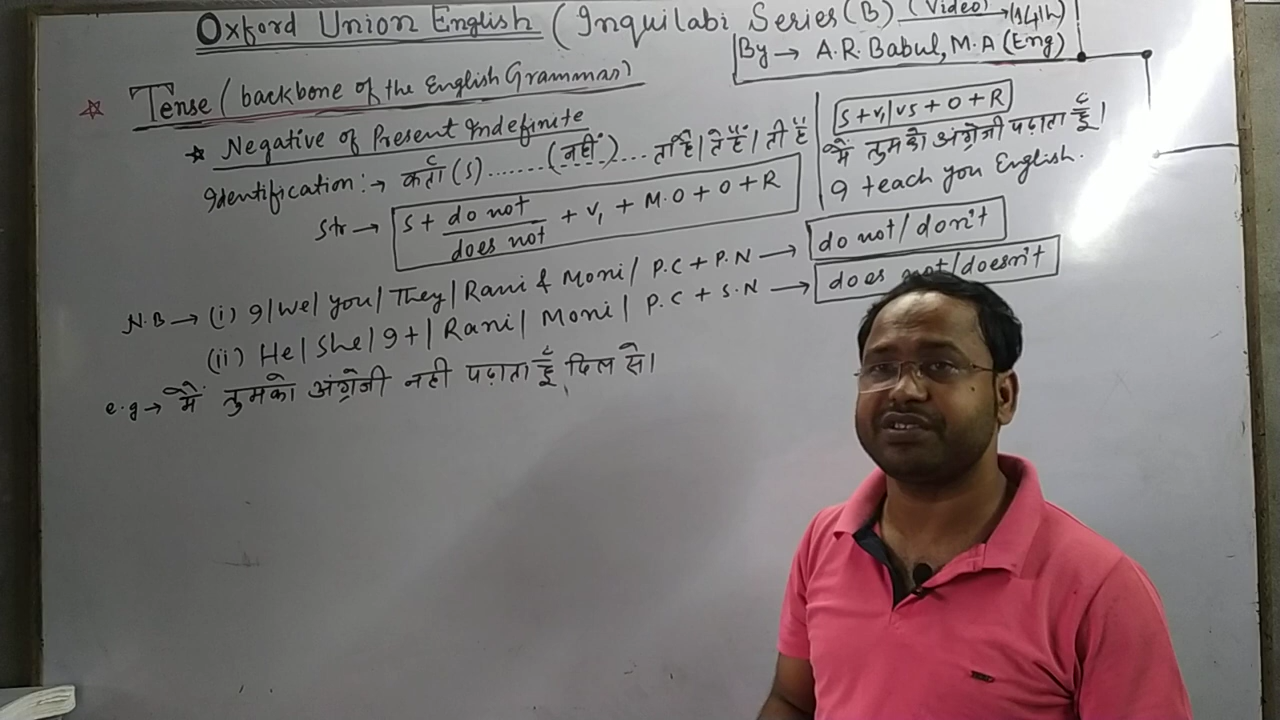 Oxford Union English (Inquilabi Series (B) (Video) → (14th)
By → A.R. Babul, M.A (Eng)
☆ Tense (backbone of the English Grammar)
★ Negative of Present Indefinite
Identification :→ कर्ता (S) ....... (नहीं) .... ता है। ते हैं। ती हैं
Str → S + do not / does not + V₁ + M.O + O + R
S + V₁/VS + O + R
मैं तुमको अंग्रेजी पढ़ाता हूँ।
I teach you English.
N.B → (i) I/We/You/They/Rani & Moni/P.C + P.N → do not/don't
(ii) He/She/It/Rani/Moni/P.C + S.N → does not/doesn't
e.g → मैं तुमको अंग्रेजी नही पढ़ाता हूँ दिल से।